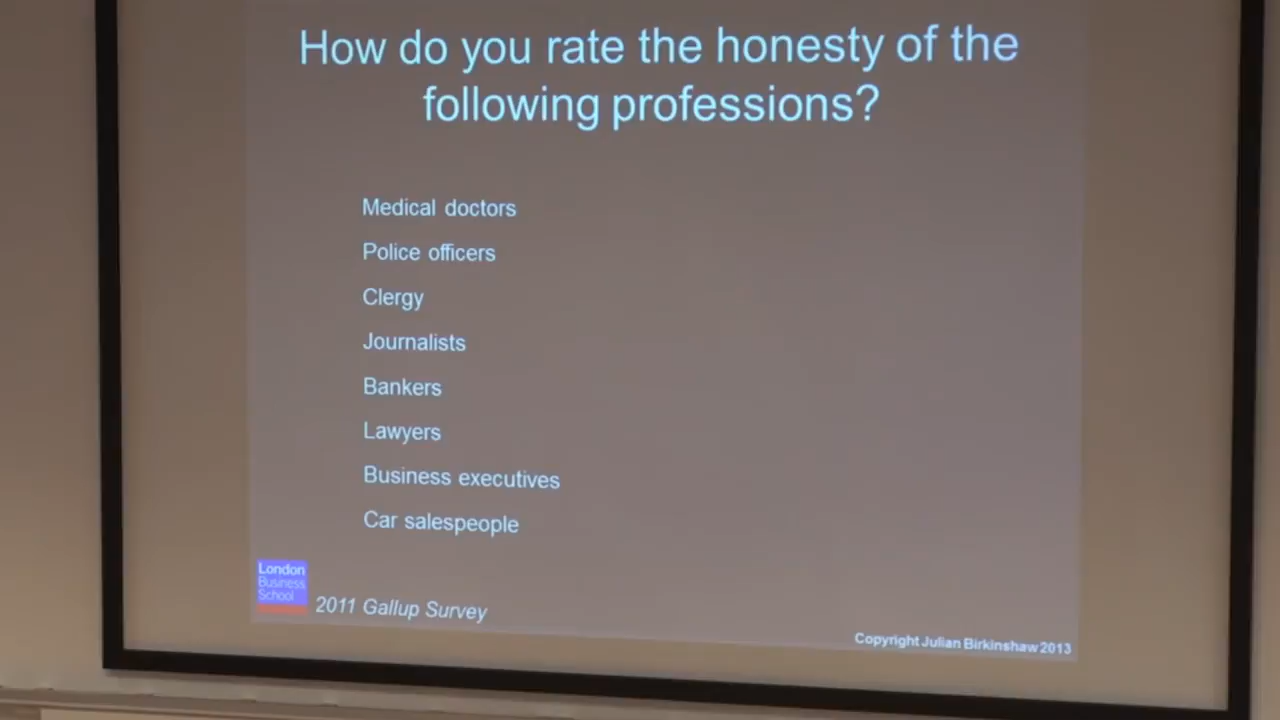 How do you rate the honesty of the
following professions?
Medical doctors
Police officers
Clergy
Journalists
Bankers
Lawyers
Business executives
Car salespeople
London
Business
School
2011 Gallup Survey
Copyright Julian Birkinshaw 2013